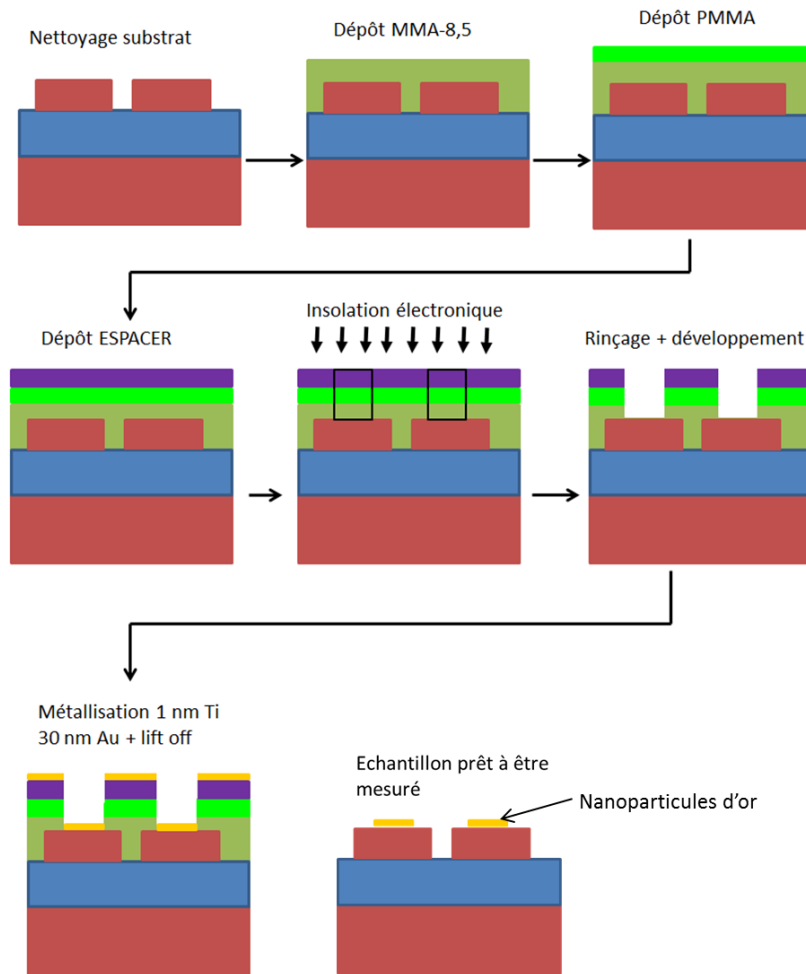 Nettoyage substrat
Dépôt MMA-8,5
Dépôt PMMA
Dépôt ESPACER
Insolation électronique
Rinçage + développement
Métallisation 1 nm Ti
30 nm Au + lift off
Echantillon prêt à être
mesuré
Nanoparticules d'or